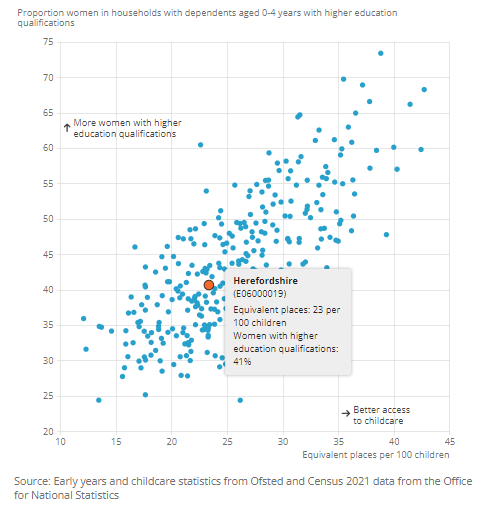 Proportion women in households with dependents aged 0-4 years with higher education
qualifications
75
70
65
↑ More women with higher
education qualifications
60
55
50
45
40
35
30
25
20
Herefordshire
(E06000019)
Equivalent places: 23 per
100 children
Women with higher
education qualifications:
41%
→ Better access
to childcare
10 15 20 25 30 35 40 45
Equivalent places per 100 children
Source: Early years and childcare statistics from Ofsted and Census 2021 data from the Office
for National Statistics